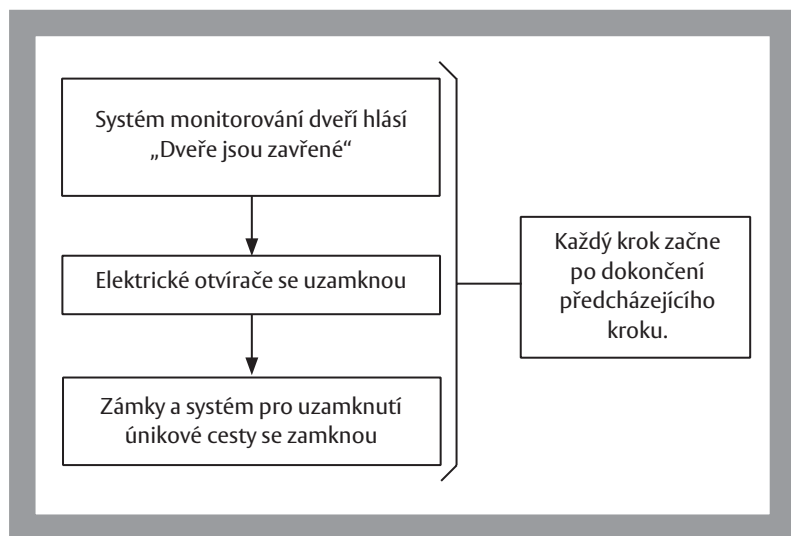 Systém monitorování dveří hlásí
„Dveře jsou zavřené“
Elektrické otvírače se uzamknou
Zámky a systém pro uzamknutí
únikové cesty se zamknou
Každý krok začne
po dokončení
předcházejícího
kroku.